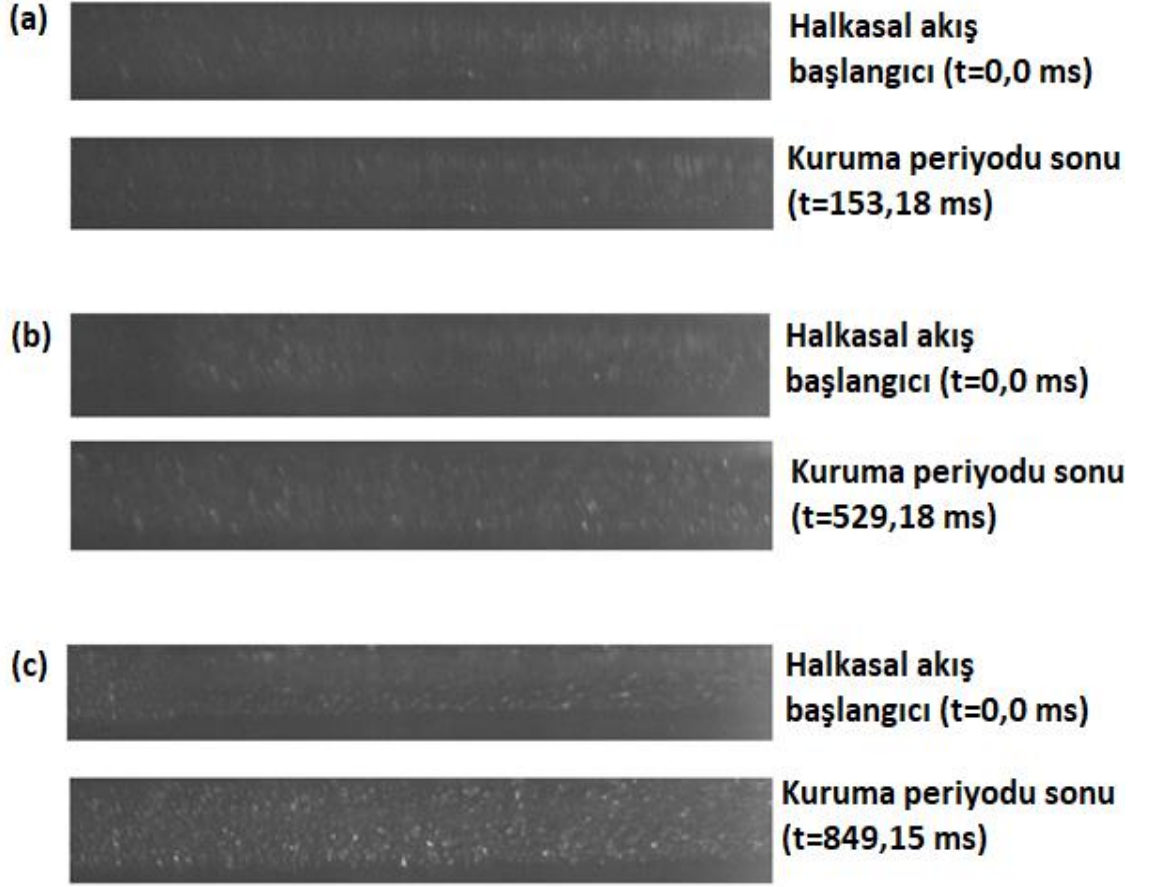 (a)
Halkasal akış
başlangıcı (t=0,0 ms)
Kuruma periyodu sonu
(t=153,18 ms)
(b)
Halkasal akış
başlangıcı (t=0,0 ms)
Kuruma periyodu sonu
(t=529,18 ms)
(c)
Halkasal akış
başlangıcı (t=0,0 ms)
Kuruma periyodu sonu
(t=849,15 ms)